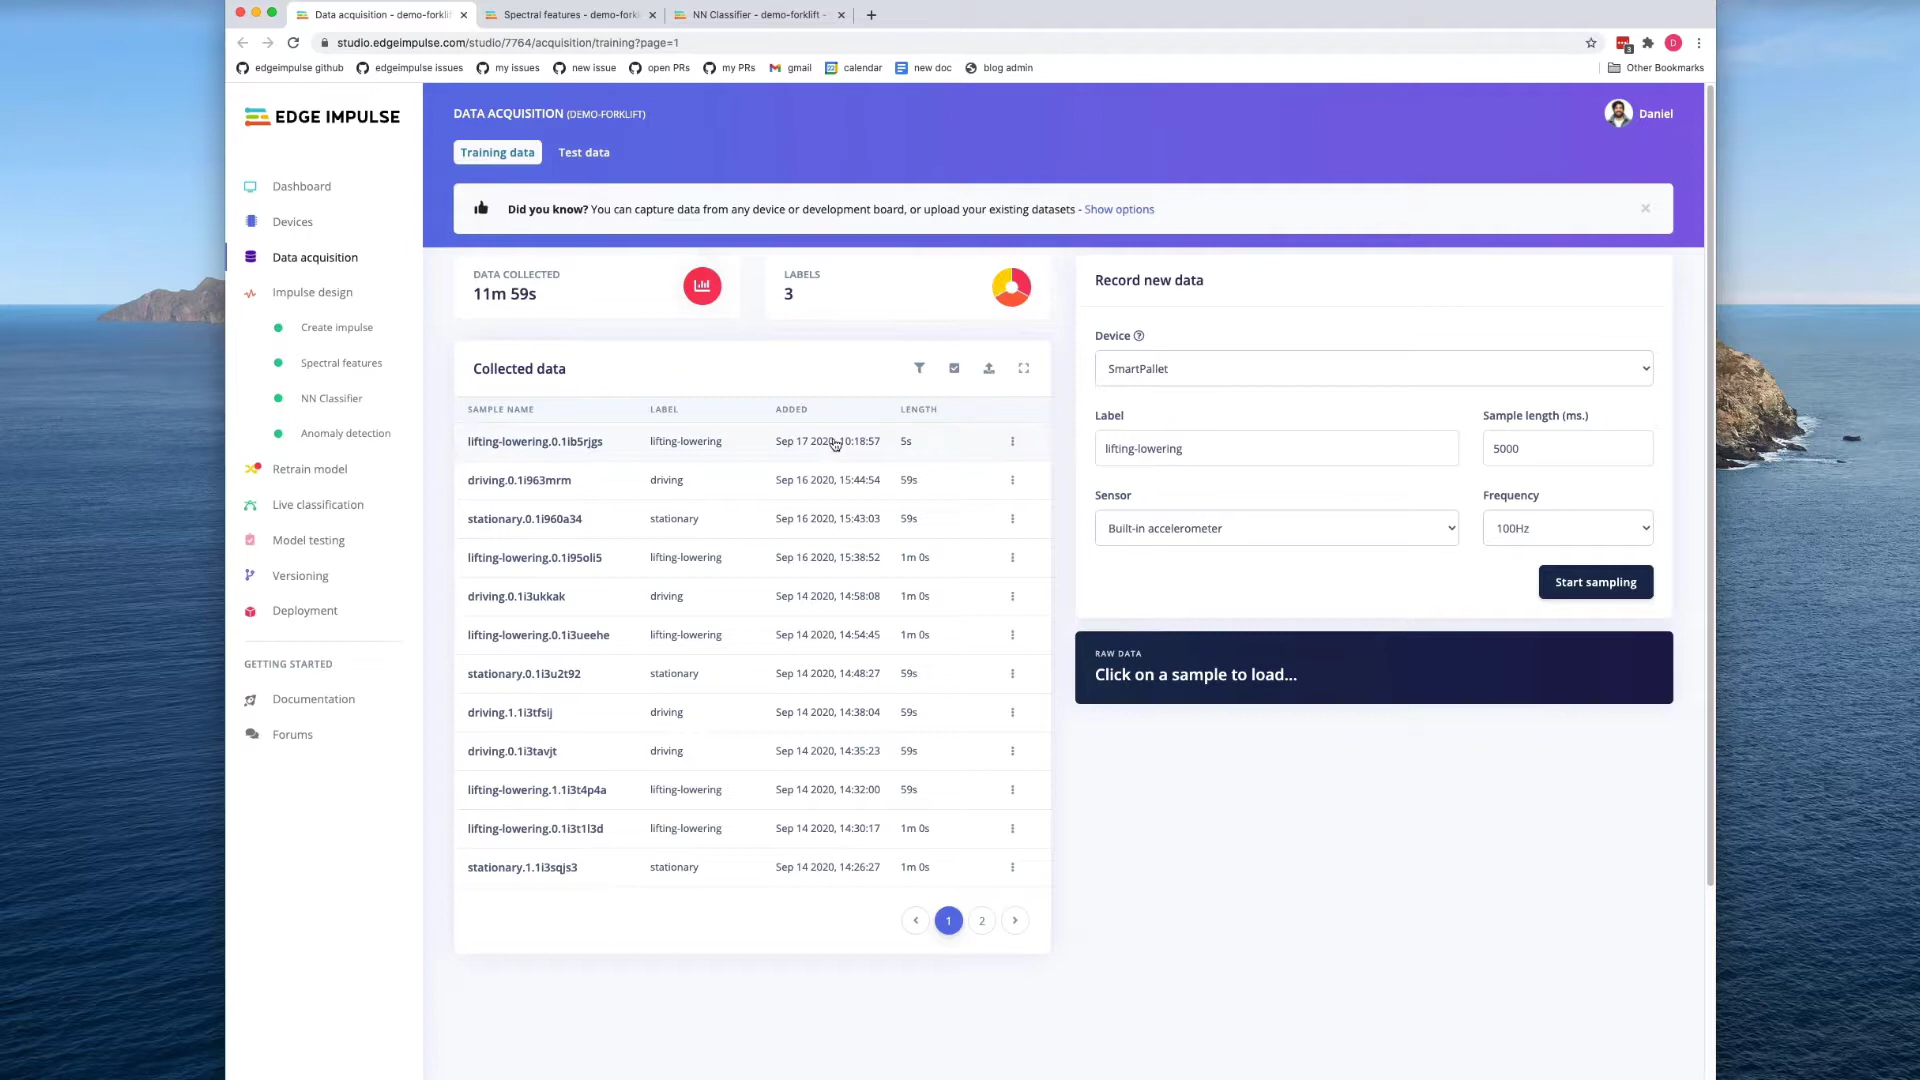 Data acquisition - demo-forklif
Spectral features - demo-forkl
NN Classifier - demo-forklift -
studio.edgeimpulse.com/studio/7764/acquisition/training?page=1
3
D
edgeimpulse github
edgeimpulse issues
my issues
new issue
open PRs
my PRs
gmail
calendar
new doc
blog admin
Other Bookmarks
EDGE IMPULSE
Dashboard
Devices
Data acquisition
Impulse design
Create impulse
Spectral features
NN Classifier
Anomaly detection
Retrain model
Live classification
Model testing
Versioning
Deployment
GETTING STARTED
Documentation
Forums
DATA ACQUISITION (DEMO-FORKLIFT)
Daniel
Training data
Test data
Did you know? You can capture data from any device or development board, or upload your existing datasets - Show options
DATA COLLECTED
11m 59s
LABELS
3
Collected data
SAMPLE NAME LABEL ADDED LENGTH
lifting-lowering.0.1ib5rjgs lifting-lowering Sep 17 2020, 10:18:57 5s
driving.0.1i963mrm driving Sep 16 2020, 15:44:54 59s
stationary.0.1i960a34 stationary Sep 16 2020, 15:43:03 59s
lifting-lowering.0.1i95oli5 lifting-lowering Sep 16 2020, 15:38:52 1m 0s
driving.0.1i3ukkak driving Sep 14 2020, 14:58:08 1m 0s
lifting-lowering.0.1i3ueehe lifting-lowering Sep 14 2020, 14:54:45 1m 0s
stationary.0.1i3u2t92 stationary Sep 14 2020, 14:48:27 59s
driving.1.1i3tfsij driving Sep 14 2020, 14:38:04 59s
driving.0.1i3tavjt driving Sep 14 2020, 14:35:23 59s
lifting-lowering.1.1i3t4p4a lifting-lowering Sep 14 2020, 14:32:00 59s
lifting-lowering.0.1i3t1l3d lifting-lowering Sep 14 2020, 14:30:17 1m 0s
stationary.1.1i3sqjs3 stationary Sep 14 2020, 14:26:27 1m 0s
1 2
Record new data
Device
SmartPallet
Label
lifting-lowering
Sample length (ms.)
5000
Sensor
Built-in accelerometer
Frequency
100Hz
Start sampling
RAW DATA
Click on a sample to load...